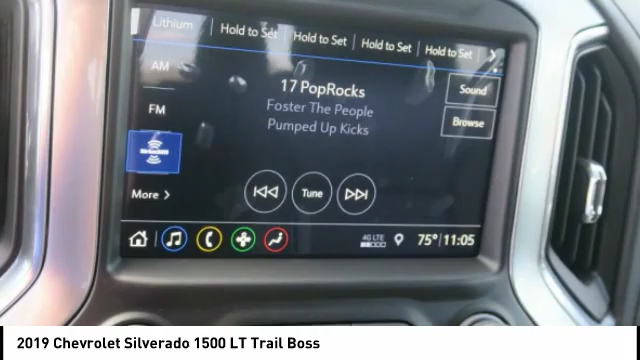 Lithium Hold to Set Hold to Set Hold to Set Hold to Set
AM
17 PopRocks
Sound
Foster The People
FM
Pumped Up Kicks
Browse
SiriusXM
More >
Tune
4G LTE
75° 11:05
2019 Chevrolet Silverado 1500 LT Trail Boss